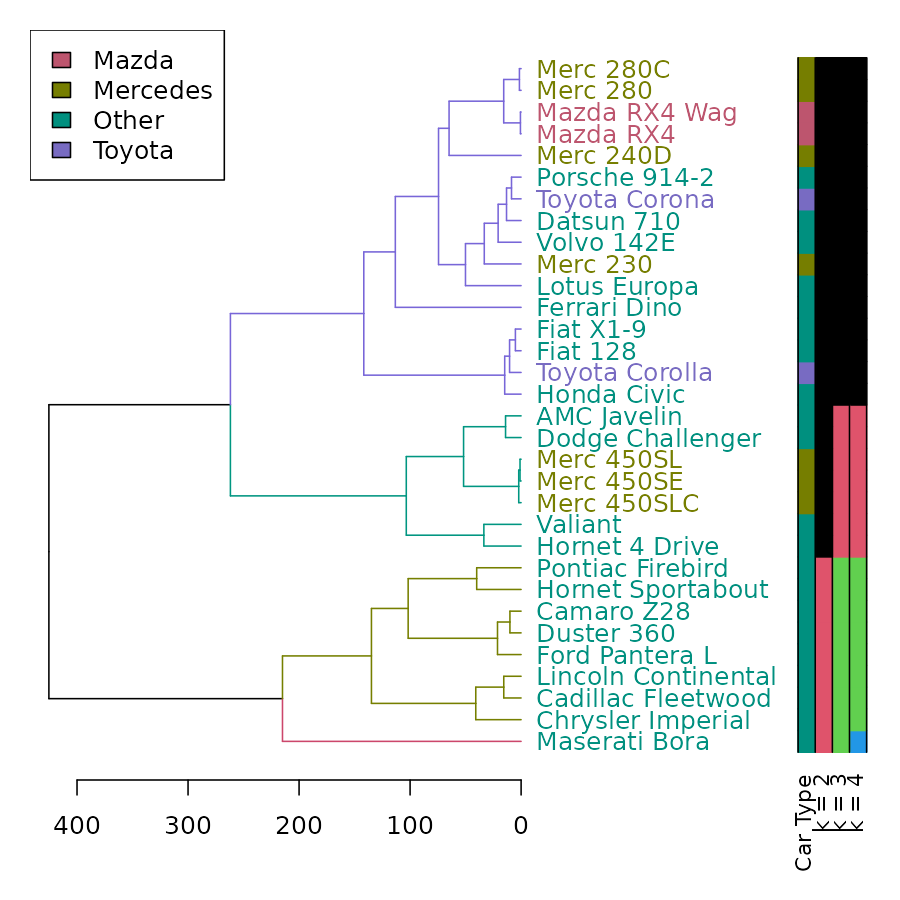 Mazda
Mercedes
Other
Toyota
Merc 280C
Merc 280
Mazda RX4 Wag
Mazda RX4
Merc 240D
Porsche 914-2
Toyota Corona
Datsun 710
Volvo 142E
Merc 230
Lotus Europa
Ferrari Dino
Fiat X1-9
Fiat 128
Toyota Corolla
Honda Civic
AMC Javelin
Dodge Challenger
Merc 450SL
Merc 450SE
Merc 450SLC
Valiant
Hornet 4 Drive
Pontiac Firebird
Hornet Sportabout
Camaro Z28
Duster 360
Ford Pantera L
Lincoln Continental
Cadillac Fleetwood
Chrysler Imperial
Maserati Bora
400 300 200 100 0
Car Type
k = 2
k = 3
k = 4